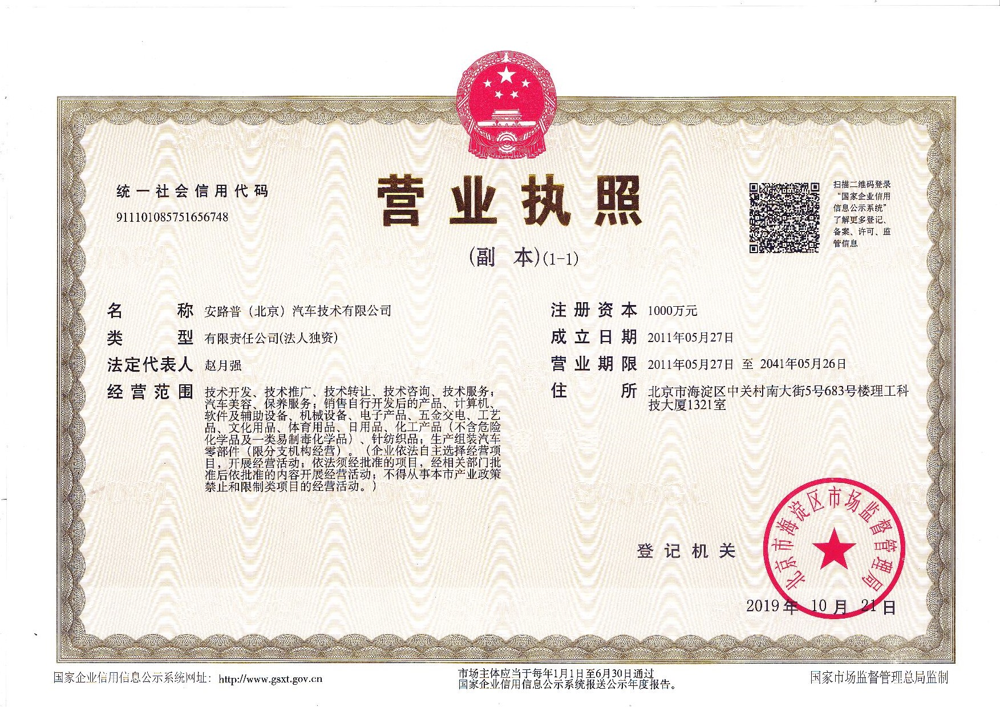 统一社会信用代码
911101085751656748
营业执照
(副 本)(1-1)
扫描二维码登录
“国家企业信用
信息公示系统”
了解更多登记、
备案、许可、监
管信息
名 称 安路普（北京）汽车技术有限公司
类 型 有限责任公司(法人独资)
法定代表人 赵月强
经营范围 技术开发、技术推广、技术转让、技术咨询、技术服务；
汽车美容、保养服务；销售自行开发后的产品、计算机、
软件及辅助设备、机械设备、电子产品、五金交电、工艺
品、文化用品、体育用品、日用品、化工产品（不含危险
化学品及一类易制毒化学品）、针纺织品；生产组装汽车
零部件（限分支机构经营）。（企业依法自主选择经营项
目，开展经营活动；依法须经批准的项目，经相关部门批
准后依批准的内容开展经营活动；不得从事本市产业政策
禁止和限制类项目的经营活动。）
注册资本 1000万元
成立日期 2011年05月27日
营业期限 2011年05月27日 至 2041年05月26日
住 所 北京市海淀区中关村南大街5号683号楼理工科
技大厦1321室
登记机关
北京市海淀区市场监督管理局
2019年 10月 21日
国家企业信用信息公示系统网址：http://www.gsxt.gov.cn
市场主体应当于每年1月1日至6月30日通过
国家企业信用信息公示系统报送公示年度报告。
国家市场监督管理总局监制